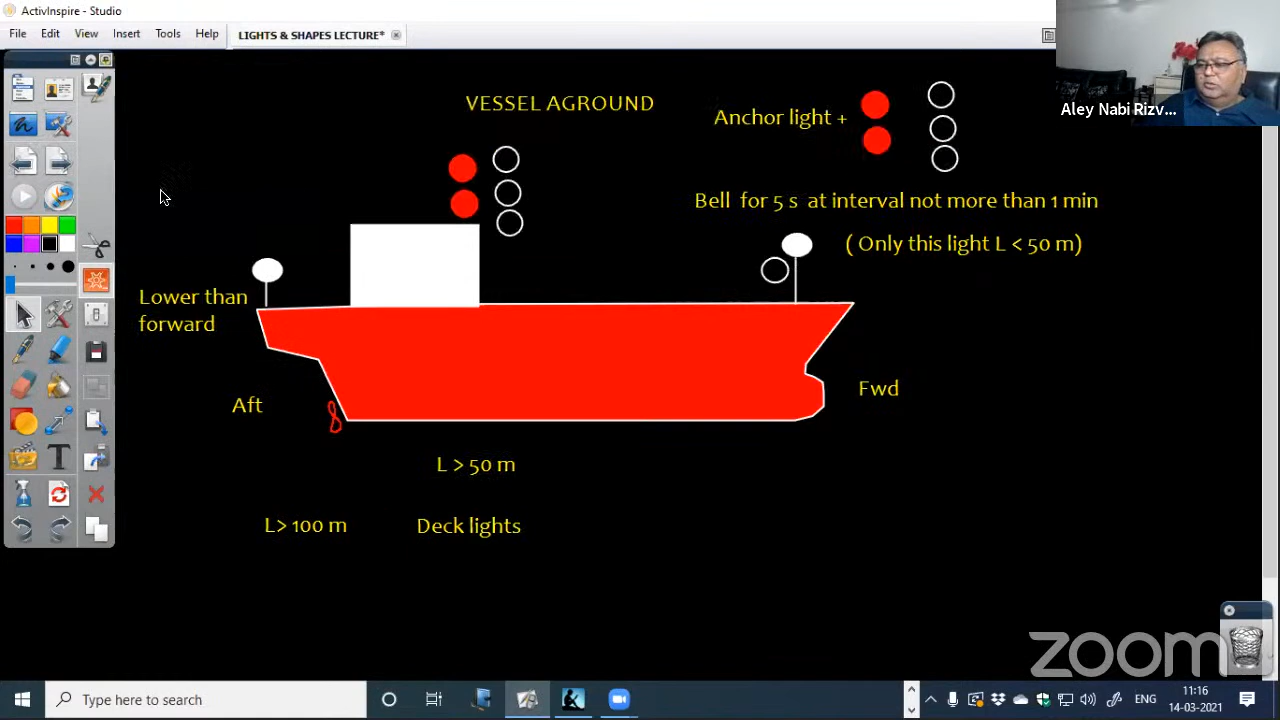 ActivInspire - Studio
File Edit View Insert Tools Help
LIGHTS & SHAPES LECTURE*
VESSEL AGROUND
Anchor light +
Aley Nabi Rizv...
Bell for 5 s at interval not more than 1 min
( Only this light L < 50 m)
Lower than
forward
Aft
Fwd
L > 50 m
L> 100 m Deck lights
zoom
Type here to search
ENG
11:16
14-03-2021